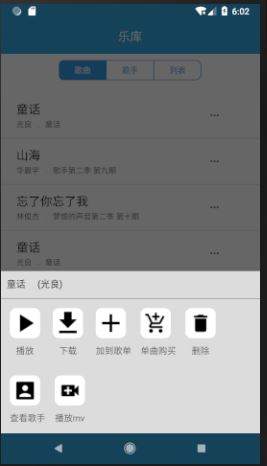 6:02
乐库
歌曲 歌手 列表
童话
光良 . 童话
山海
华晨宇 . 歌手第二季 第九期
忘了你忘了我
林俊杰 . 梦想的声音第二季 第十期
童话
光良 . 童话
童话 (光良)
播放 下载 加到歌单 单曲购买 删除
查看歌手 播放mv